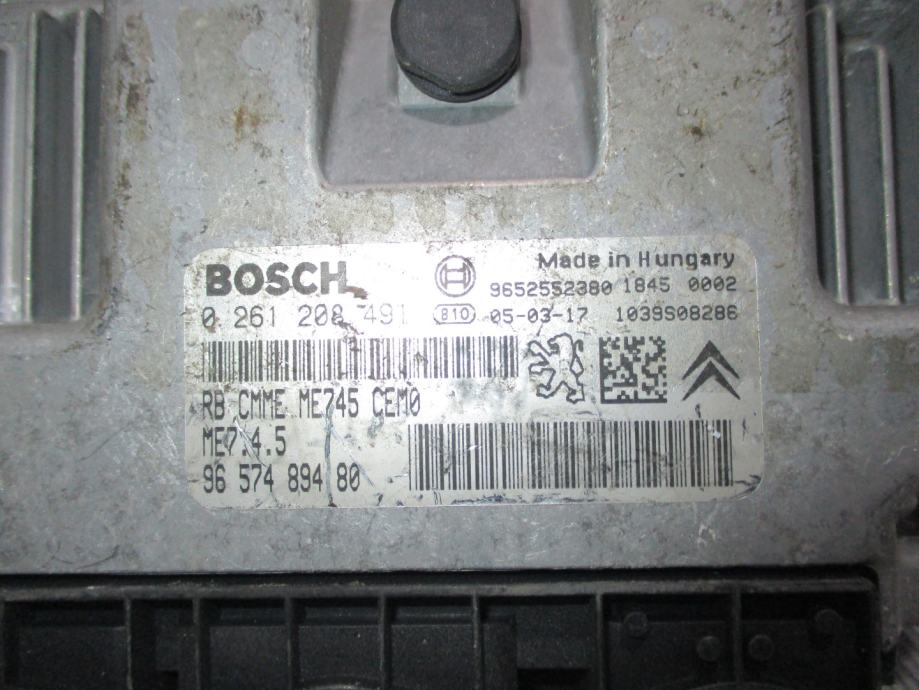 BOSCH
Made in Hungary
9652552380 1845 0002
0 261 208 491
B10
05-03-17
1039S08286
RB CMME ME745 CEM0
ME7.4.5
96 574 894 80